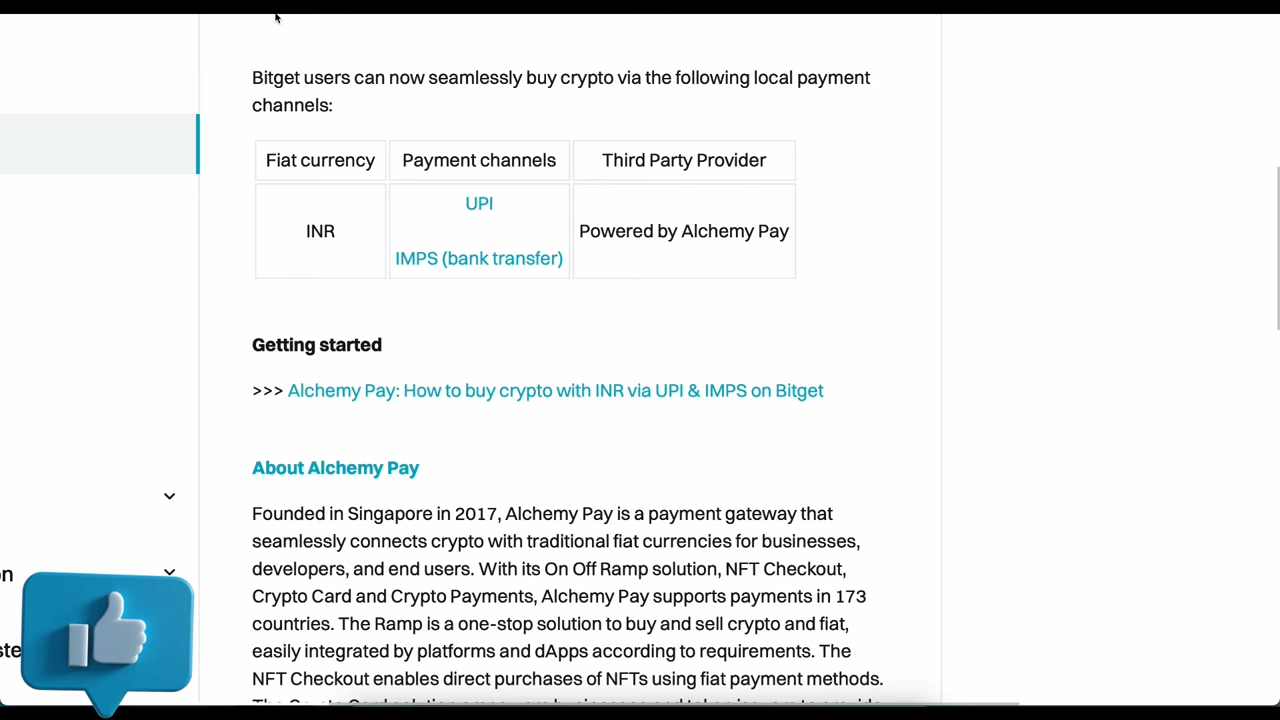 Bitget users can now seamlessly buy crypto via the following local payment
channels:
Fiat currency
Payment channels
Third Party Provider
INR
UPI
IMPS (bank transfer)
Powered by Alchemy Pay
Getting started
>>> Alchemy Pay: How to buy crypto with INR via UPI & IMPS on Bitget
About Alchemy Pay
Founded in Singapore in 2017, Alchemy Pay is a payment gateway that
seamlessly connects crypto with traditional fiat currencies for businesses,
developers, and end users. With its On Off Ramp solution, NFT Checkout,
Crypto Card and Crypto Payments, Alchemy Pay supports payments in 173
countries. The Ramp is a one-stop solution to buy and sell crypto and fiat,
easily integrated by platforms and dApps according to requirements. The
NFT Checkout enables direct purchases of NFTs using fiat payment methods.